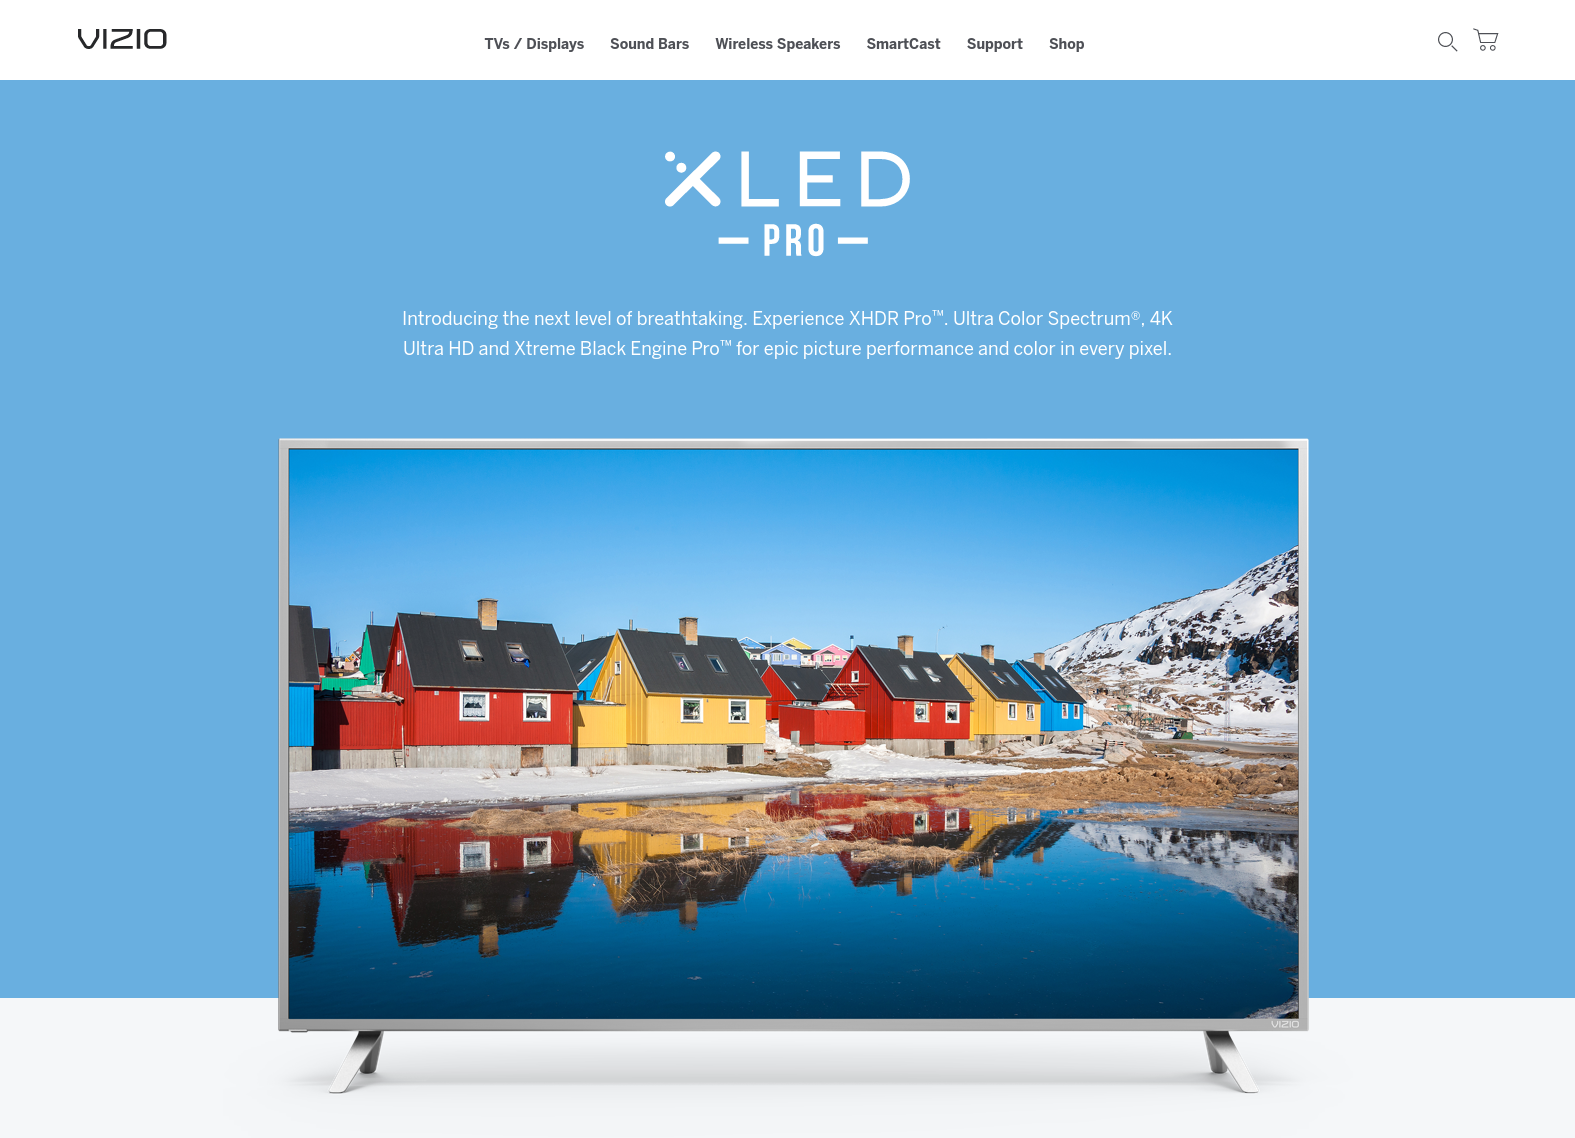 VIZIO
TVs / Displays
Sound Bars
Wireless Speakers
SmartCast
Support
Shop
XLED
PRO
Introducing the next level of breathtaking. Experience XHDR Pro™. Ultra Color Spectrum®, 4K
Ultra HD and Xtreme Black Engine Pro™ for epic picture performance and color in every pixel.
VIZIO